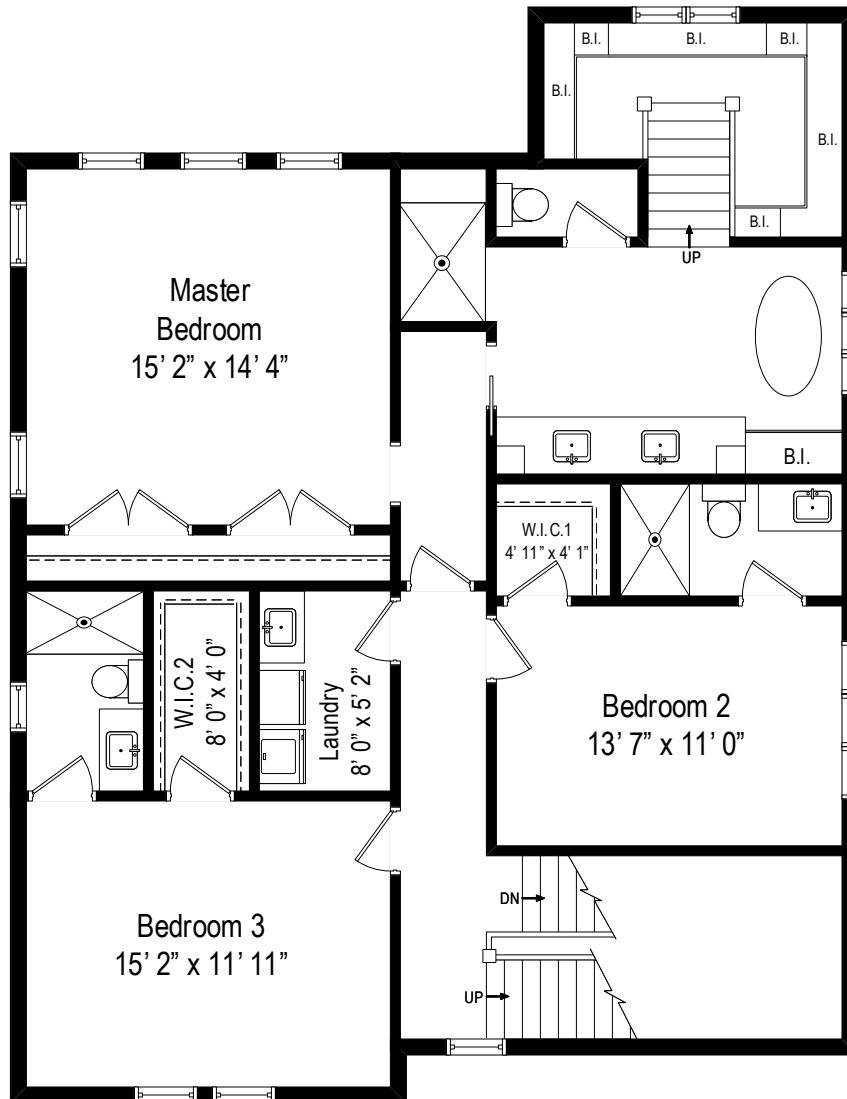 B.I.
B.I.
B.I.
B.I.
B.I.
B.I.
UP
Master
Bedroom
15’ 2” x 14’ 4”
B.I.
W.I.C.1
4’ 11” x 4’ 1”
W.I.C.2
8’ 0” x 4’ 0”
Laundry
8’ 0” x 5’ 2”
Bedroom 2
13’ 7” x 11’ 0”
DN
Bedroom 3
15’ 2” x 11’ 11”
UP